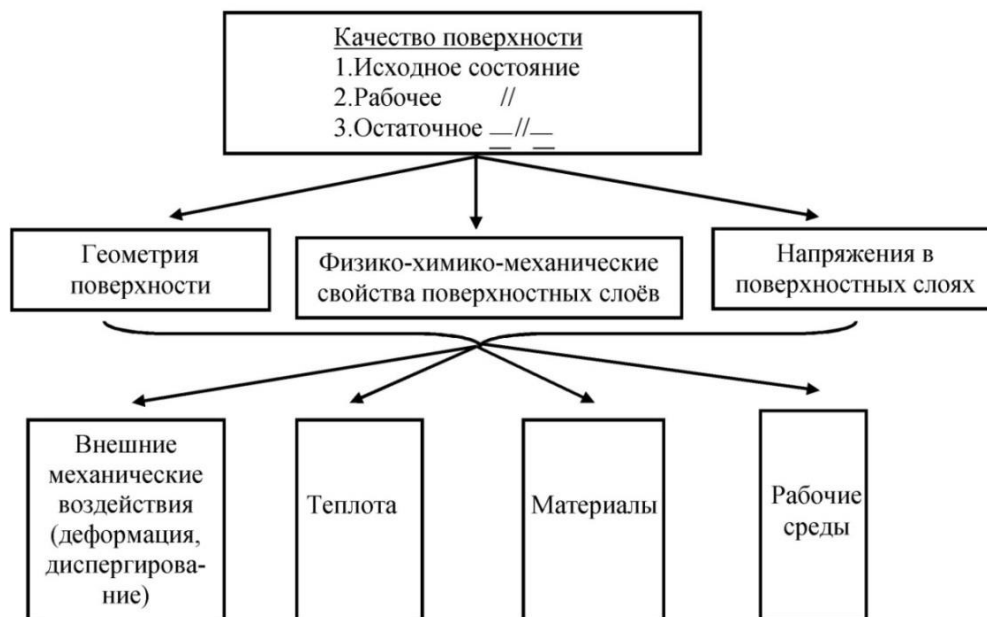 Качество поверхности
1.Исходное состояние
2.Рабочее //
3.Остаточное __//__
Геометрия
поверхности
Физико-химико-механические
свойства поверхностных слоёв
Напряжения в
поверхностных слоях
Внешние
механические
воздействия
(деформация,
диспергирова-
ние)
Теплота
Материалы
Рабочие
среды